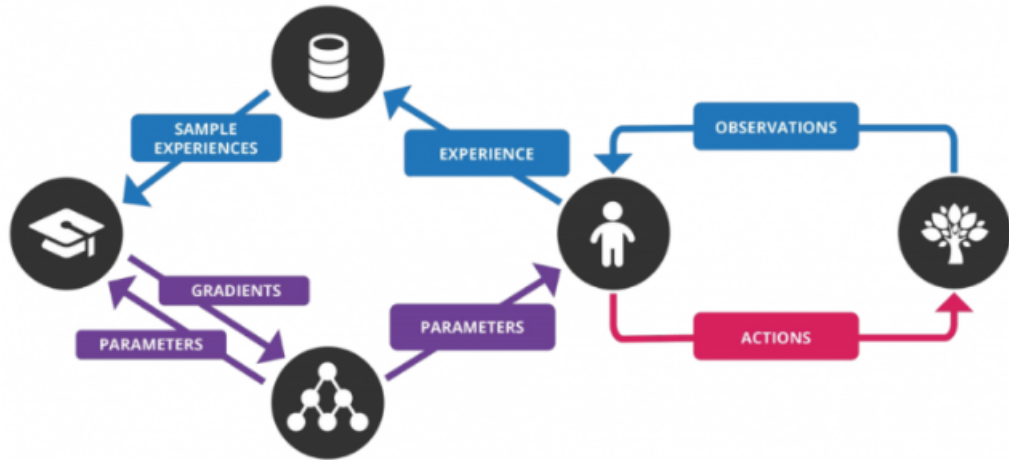 SAMPLE
EXPERIENCES
EXPERIENCE
OBSERVATIONS
GRADIENTS
PARAMETERS
PARAMETERS
ACTIONS